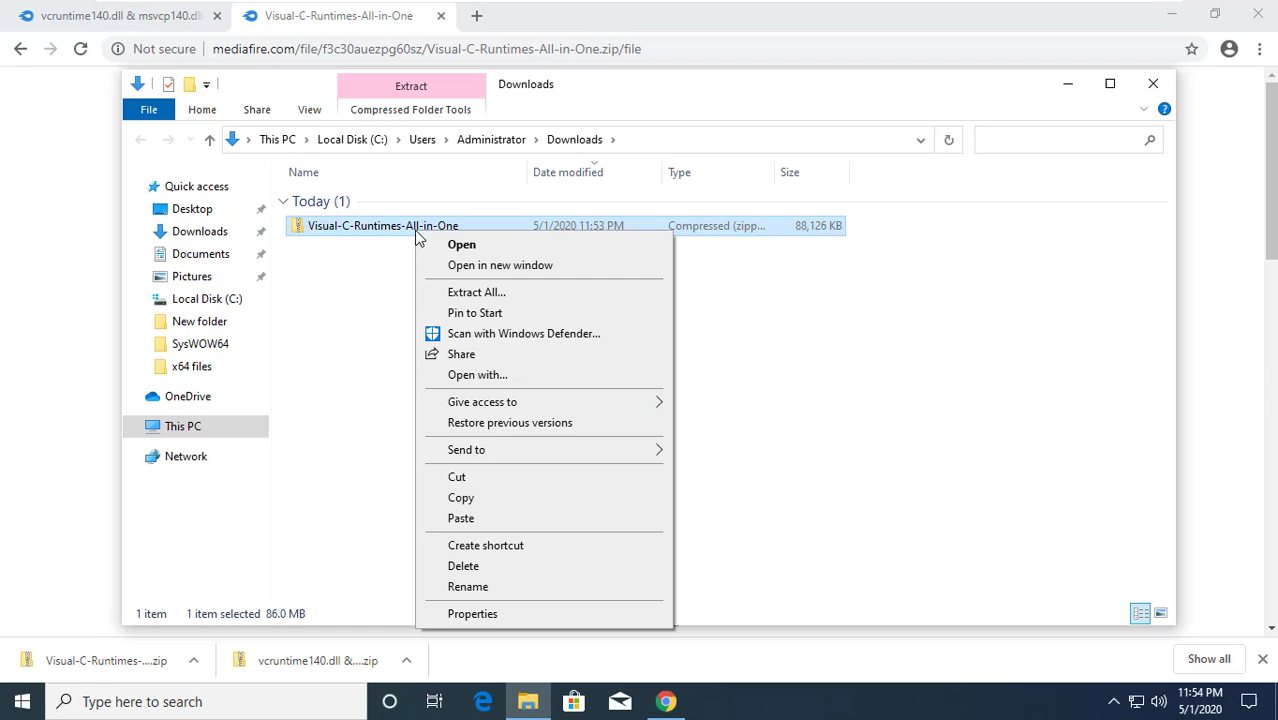 vcruntime140.dll & msvcp140.dll
Visual-C-Runtimes-All-in-One
Not secure
mediafire.com/file/f3c30auezpg60sz/Visual-C-Runtimes-All-in-One.zip/file
Extract
Downloads
File
Home
Share
View
Compressed Folder Tools
This PC
Local Disk (C:)
Users
Administrator
Downloads
Name
Date modified
Type
Size
Quick access
Today (1)
Desktop
Visual-C-Runtimes-All-in-One
5/1/2020 11:53 PM
Compressed (zipp...
88,126 KB
Downloads
Documents
Pictures
Local Disk (C:)
New folder
SysWOW64
x64 files
OneDrive
This PC
Network
Open
Open in new window
Extract All...
Pin to Start
Scan with Windows Defender...
Share
Open with...
Give access to
Restore previous versions
Send to
Cut
Copy
Paste
Create shortcut
Delete
Rename
Properties
1 item
1 item selected
86.0 MB
Visual-C-Runtimes-....zip
vcruntime140.dll &....zip
Show all
Type here to search
11:54 PM
5/1/2020